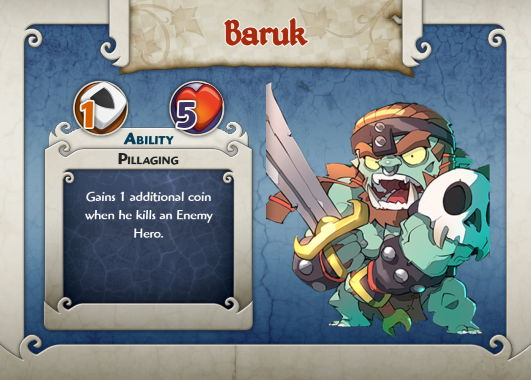 Baruk
1 5
Ability
Pillaging
Gains 1 additional coin
when he kills an Enemy
Hero.